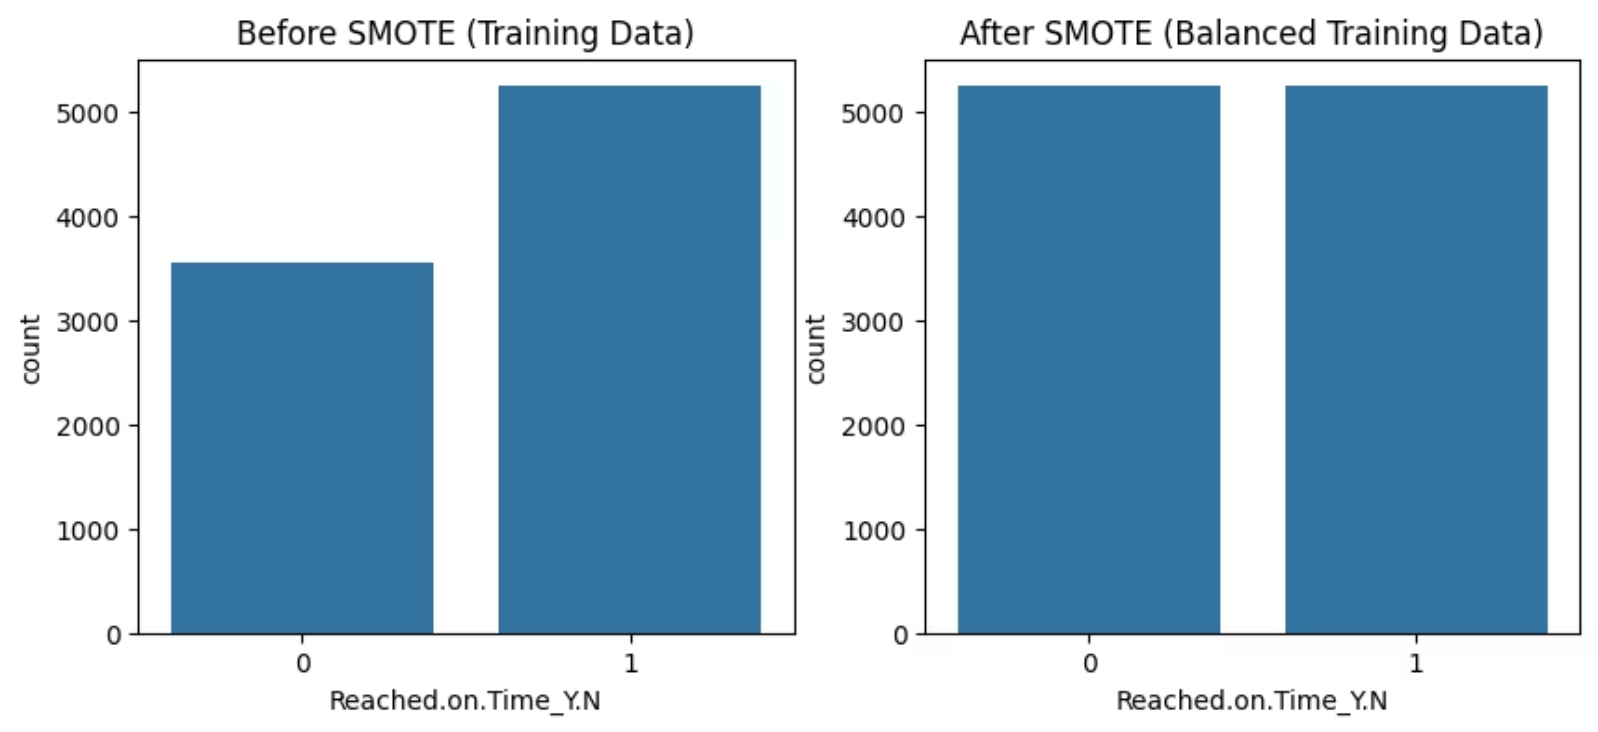 Before SMOTE (Training Data)
5000
4000
3000
2000
1000
0
count
0 1
Reached.on.Time_Y.N
After SMOTE (Balanced Training Data)
5000
4000
3000
2000
1000
0
count
0 1
Reached.on.Time_Y.N